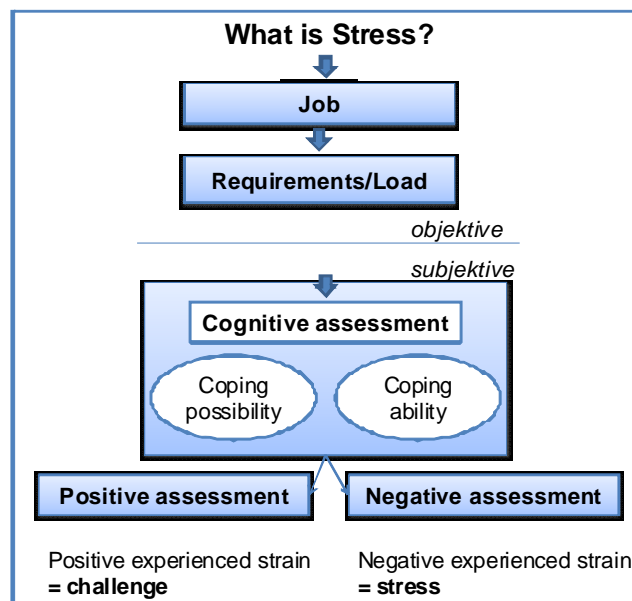 What is Stress?
Job
Requirements/Load
objektive
subjektive
Cognitive assessment
Coping
possibility
Coping
ability
Positive assessment
Negative assessment
Positive experienced strain
= challenge
Negative experienced strain
= stress